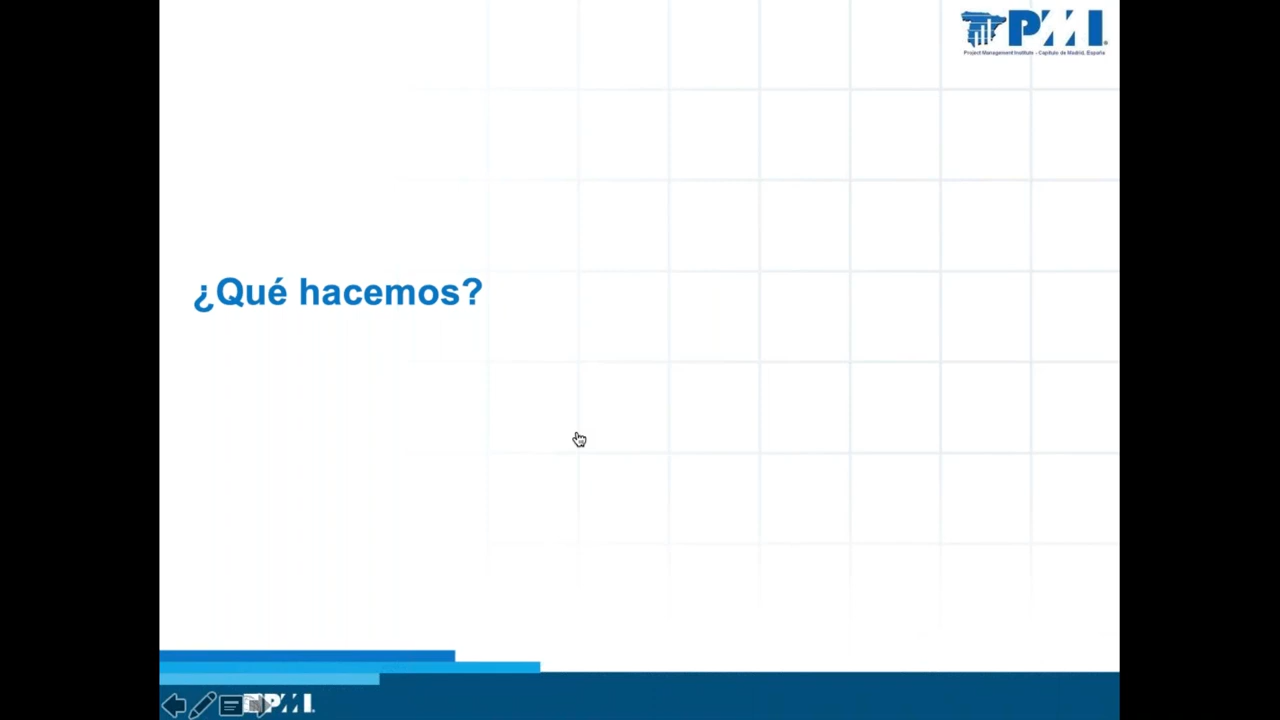 PMI
Project Management Institute - Capítulo de Madrid, España
¿Qué hacemos?
PMI